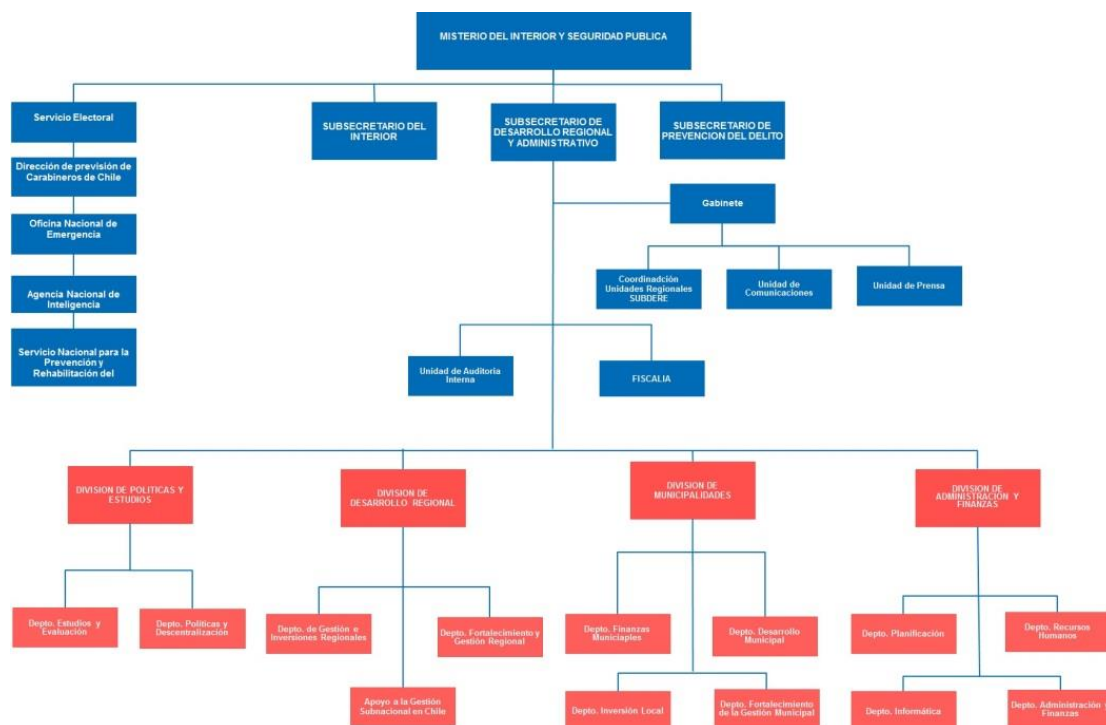 MISTERIO DEL INTERIOR Y SEGURIDAD PUBLICA
Servicio Electoral
SUBSECRETARIO DEL
INTERIOR
SUBSECRETARIO DE
DESARROLLO REGIONAL
Y ADMINISTRATIVO
SUBSECRETARIO DE
PREVENCION DEL DELITO
Dirección de previsión de
Carabineros de Chile
Oficina Nacional de
Emergencia
Agencia Nacional de
Inteligencia
Servicio Nacional para la
Prevención y
Rehabilitación del
Gabinete
Coordinadción
Unidades Regionales
SUBDERE
Unidad de
Comunicaciones
Unidad de Prensa
Unidad de Auditoria
Interna
FISCALIA
DIVISION DE POLITICAS Y
ESTUDIOS
DIVISION DE
DESARROLLO REGIONAL
DIVISION DE
MUNICIPALIDADES
DIVISION DE
ADMINISTRACIÓN Y
FINANZAS
Depto. Estudios y
Evaluación
Depto. Políticas y
Descentralización
Depto. de Gestión e
Inversiones Regionales
Depto. Fortalecimiento y
Gestión Regional
Apoyo a la Gestión
Subnacional en Chile
Depto. Finanzas
Municiaples
Depto. Desarrollo
Municipal
Depto. Inversión Local
Depto. Fortalecimiento
de la Gestión Municipal
Depto. Planificación
Depto. Recursos
Humanos
Depto. Informática
Depto. Administración y
Finanzas